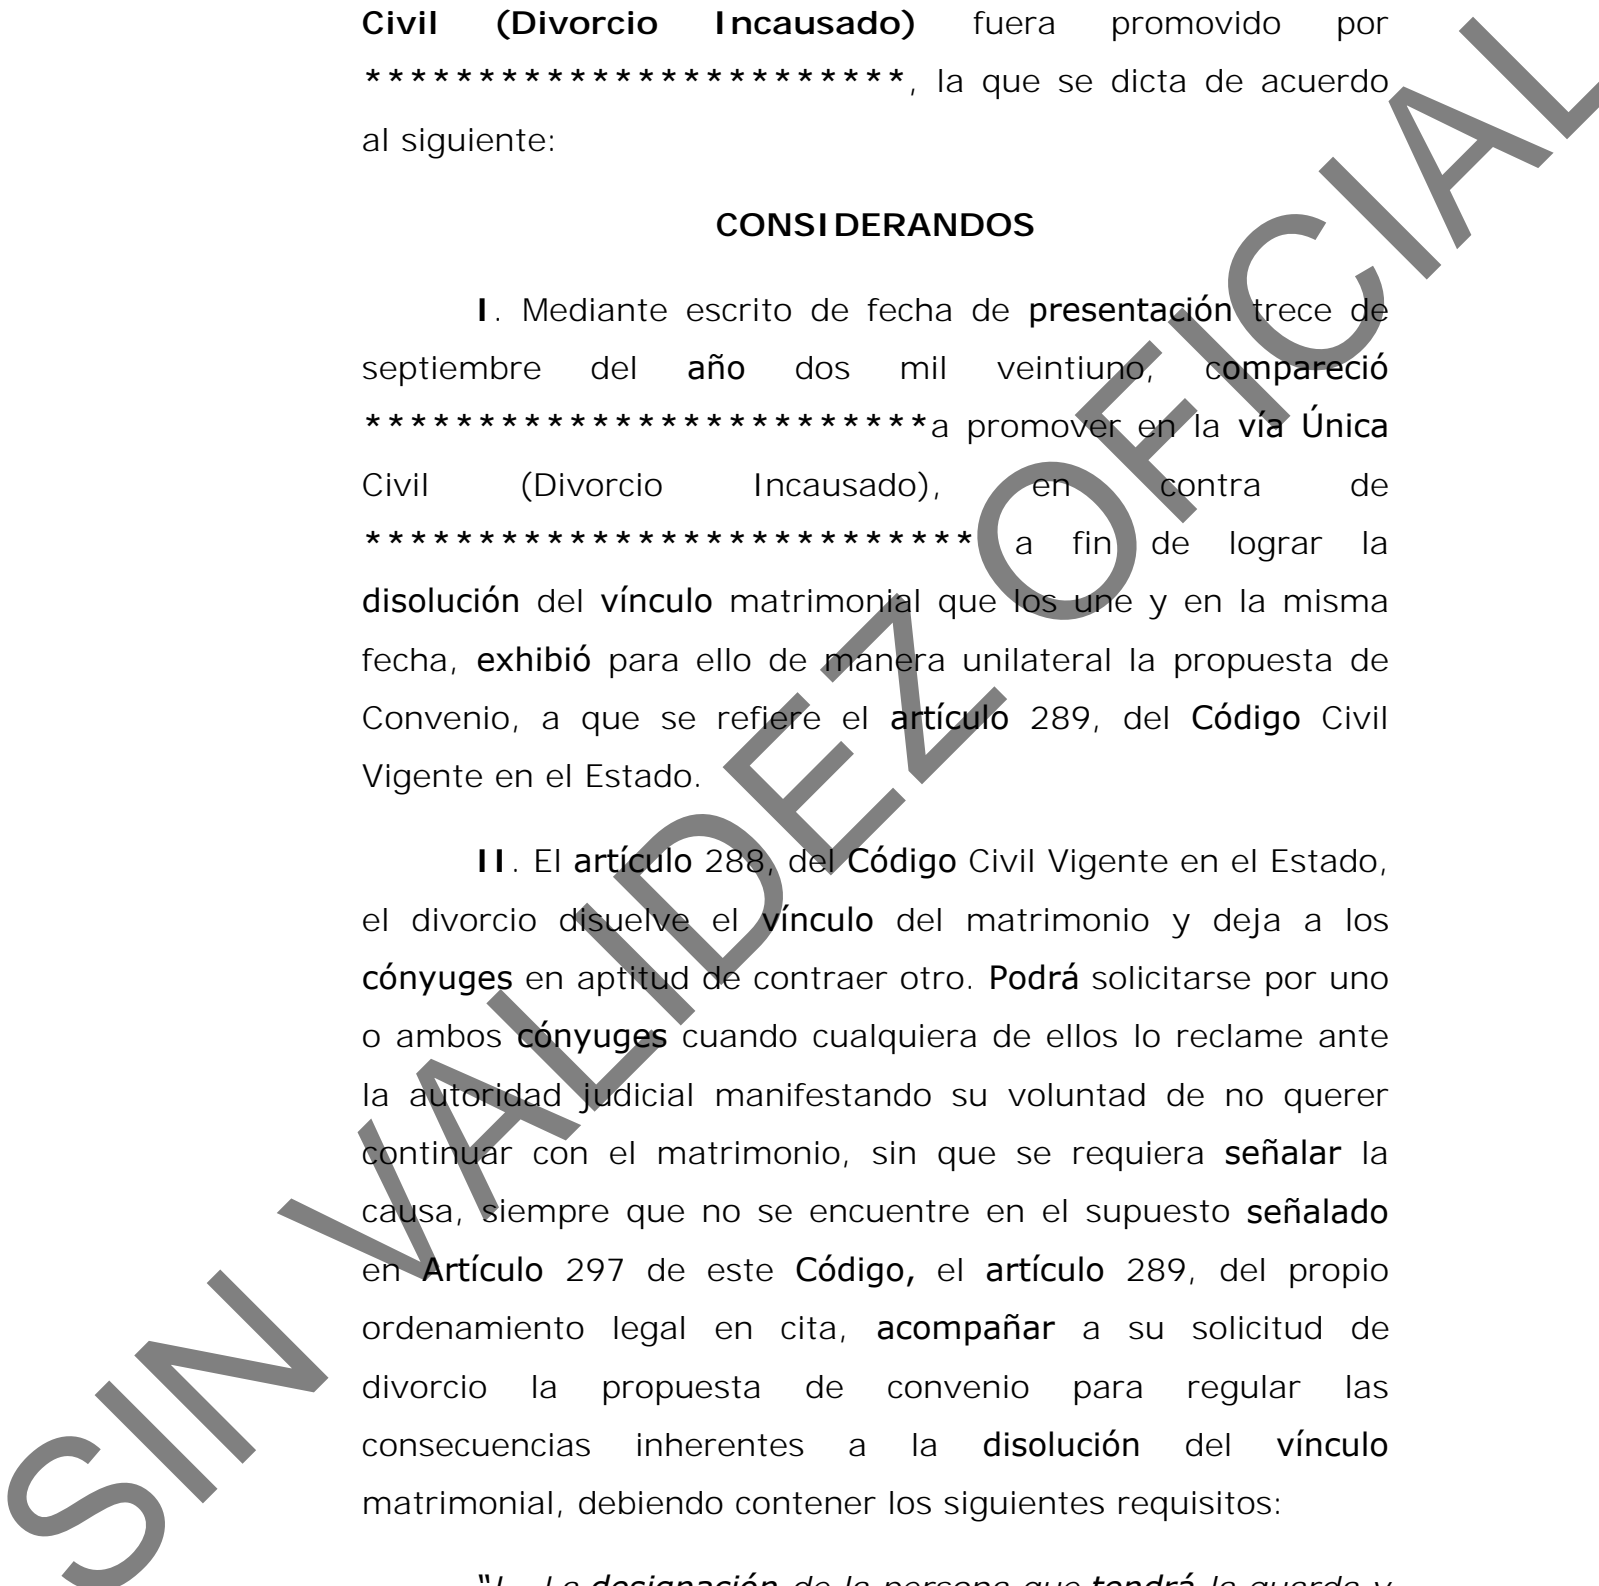 Civil (Divorcio Incausado) fuera promovido por
************************, la que se dicta de acuerdo
al siguiente:
CONSIDERANDOS
I. Mediante escrito de fecha de presentación trece de
septiembre del año dos mil veintiuno, compareció
*************************a promover en la vía Única
Civil (Divorcio Incausado), en contra de
*************************** a fin de lograr la
disolución del vínculo matrimonial que los une y en la misma
fecha, exhibió para ello de manera unilateral la propuesta de
Convenio, a que se refiere el artículo 289, del Código Civil
Vigente en el Estado.
II. El artículo 288, del Código Civil Vigente en el Estado,
el divorcio disuelve el vínculo del matrimonio y deja a los
cónyuges en aptitud de contraer otro. Podrá solicitarse por uno
o ambos cónyuges cuando cualquiera de ellos lo reclame ante
la autoridad judicial manifestando su voluntad de no querer
continuar con el matrimonio, sin que se requiera señalar la
causa, siempre que no se encuentre en el supuesto señalado
en Artículo 297 de este Código, el artículo 289, del propio
ordenamiento legal en cita, acompañar a su solicitud de
divorcio la propuesta de convenio para regular las
consecuencias inherentes a la disolución del vínculo
matrimonial, debiendo contener los siguientes requisitos:
"I.- La designación de la persona que tendrá la guarda y
SIN VALIDEZ OFICIAL